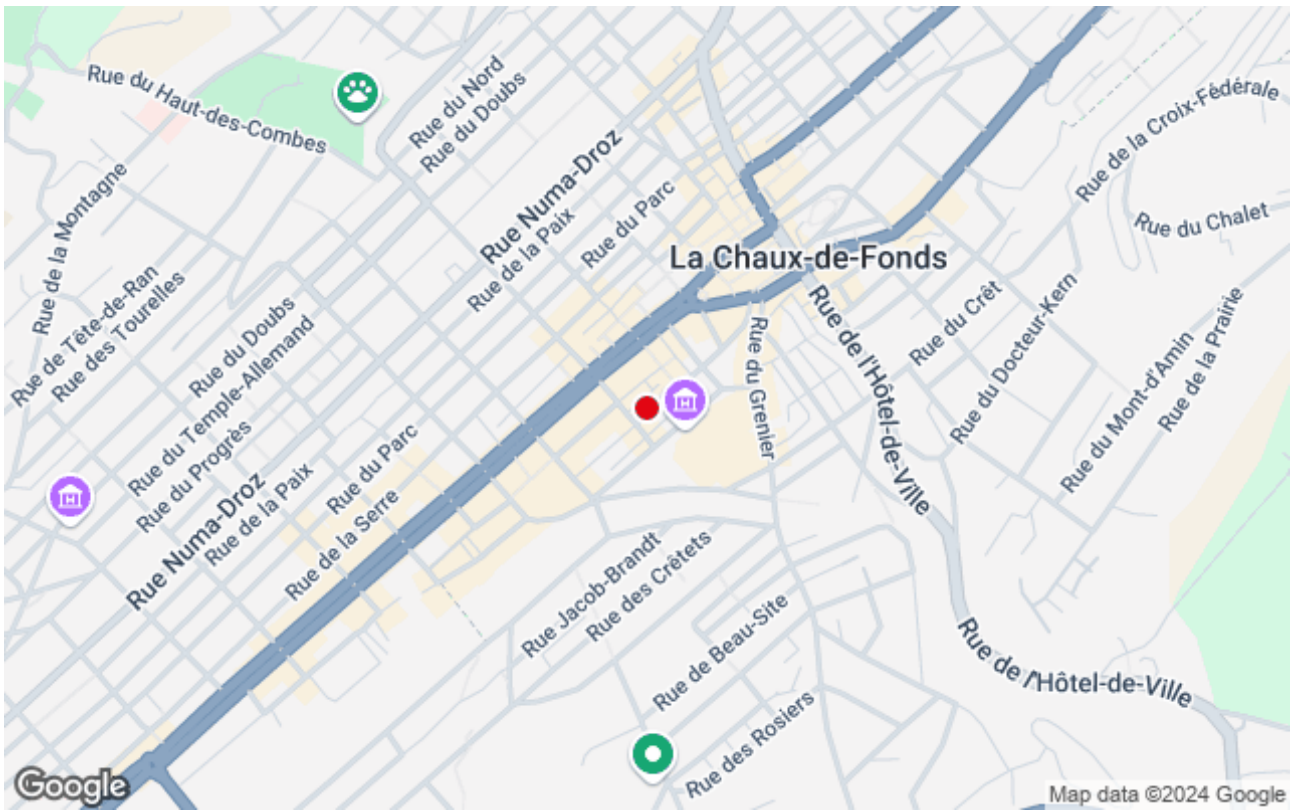 Rue du Haut-des-Combes
Rue du Nord
Rue du Doubs
Rue de la Croix-Fédérale
Rue de la Montagne
Rue Numa-Droz
Rue du Parc
Rue de la Paix
Rue du Chalet
La Chaux-de-Fonds
Rue de Tête-de-Ran
Rue des Tourelles
Rue du Doubs
Rue du Temple-Allemand
Rue du Progrès
Rue du Crêt
Rue du Docteur-Kern
Rue du Mont-d'Amin
Rue de la Prairie
Rue de l'Hôtel-de-Ville
Rue du Grenier
Rue du Parc
Rue de la Paix
Rue Numa-Droz
Rue de la Serre
Rue Jacob-Brandt
Rue des Crêtets
Rue de Beau-Site
Rue des Rosiers
Rue de l'Hôtel-de-Ville
Google
Map data ©2024 Google